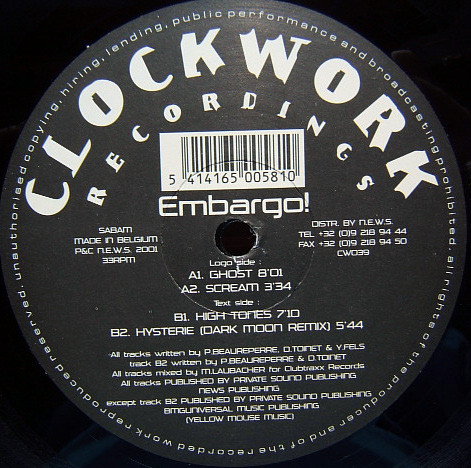 unauthorised copying, hiring, lending, public performance and broadcasting prohibited. all rights of the producer and of the recorded work reproduced reserved.
CLOCKWORK
RECORDINGS
5 414165 005810
Embargo!
SABAM
MADE IN BELGIUM
P&C N.E.W.S. 2001
33RPM
DISTR. BY N.E.W.S.
TEL +32 (0)9 218 94 44
FAX +32 (0)9 218 94 50
CW039
Logo side :
A1. GHOST 8'01
A2. SCREAM 3'34
Text side :
B1. HIGH TONES 7'10
B2. HYSTERIE (DARK MOON REMIX) 5'44
All tracks written by P.BEAUREPERRE, D.TOINET & Y.FELS
track B2 written by P.BEAUREPERRE & D.TOINET
All tracks mixed by M.LAUBACHER for Clubtraxx Records
All tracks PUBLISHED BY PRIVATE SOUND PUBLISHING
NEWS PUBLISHING
except track B2 PUBLISHED BY PRIVATE SOUND PUBLISHING
BMG/UNIVERSAL MUSIC PUBLISHING
(YELLOW MOUSE MUSIC)